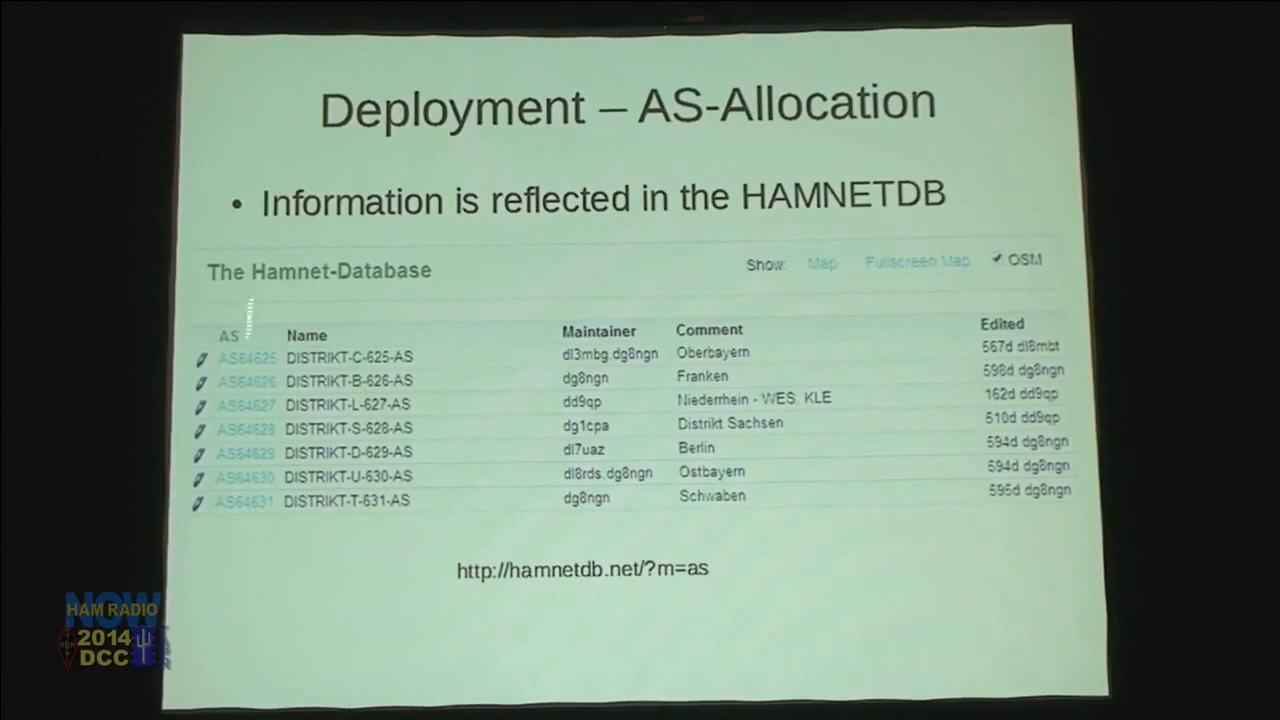 Deployment – AS-Allocation
• Information is reflected in the HAMNETDB
The Hamnet-Database Show: Map Fullscreen Map OSM
AS Name Maintainer Comment Edited
AS64625 DISTRIKT-C-625-AS dl3mbg,dg8ngn Oberbayern 567d dl8mbt
AS64626 DISTRIKT-B-626-AS dg8ngn Franken 598d dg8ngn
AS64627 DISTRIKT-L-627-AS dd9qp Niederrhein - WES, KLE 162d dd9qp
AS64628 DISTRIKT-S-628-AS dg1cpa Distrikt Sachsen 510d dd9qp
AS64629 DISTRIKT-D-629-AS dl7uaz Berlin 594d dg8ngn
AS64630 DISTRIKT-U-630-AS dl8rds,dg8ngn Ostbayern 594d dg8ngn
AS64631 DISTRIKT-T-631-AS dg8ngn Schwaben 595d dg8ngn
http://hamnetdb.net/?m=as
NOW
HAM RADIO
2014
DCC